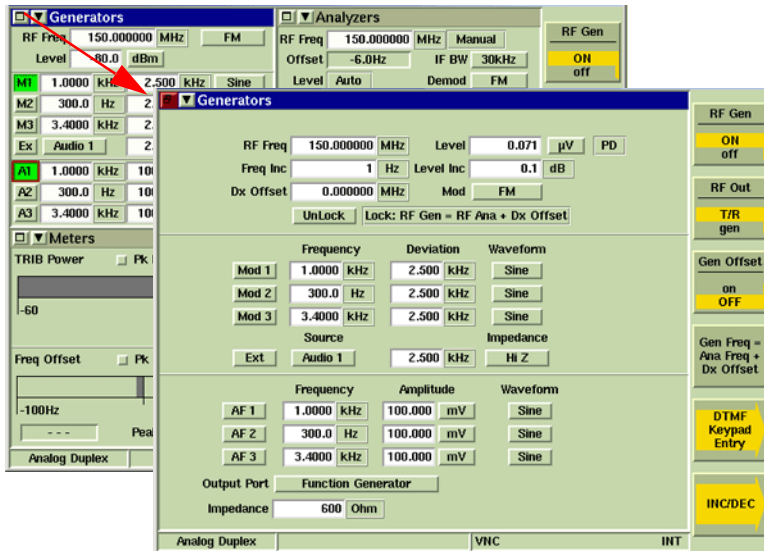 Generators
RF Freq 150.000000 MHz FM
Level -80.0 dBm
M1 1.0000 kHz 2.500 kHz Sine
M2 300.0 Hz 2.
M3 3.4000 kHz 2.
Ex Audio 1 2.
A1 1.0000 kHz 100
A2 300.0 Hz 100
A3 3.4000 kHz 100
Analyzers
RF Freq 150.000000 MHz Manual
Offset -6.0Hz IF BW 30kHz
Level Auto Demod FM
RF Gen
ON
off
Meters
TRIB Power Pk
-60
Freq Offset Pk
-100Hz
--- Pea
Analog Duplex
Generators
RF Freq 150.000000 MHz Level 0.071 µV PD
Freq Inc 1 Hz Level Inc 0.1 dB
Dx Offset 0.000000 MHz Mod FM
UnLock Lock: RF Gen = RF Ana + Dx Offset
Frequency Deviation Waveform
Mod 1 1.0000 kHz 2.500 kHz Sine
Mod 2 300.0 Hz 2.500 kHz Sine
Mod 3 3.4000 kHz 2.500 kHz Sine
Source Impedance
Ext Audio 1 2.500 kHz Hi Z
Frequency Amplitude Waveform
AF 1 1.0000 kHz 100.000 mV Sine
AF 2 300.0 Hz 100.000 mV Sine
AF 3 3.4000 kHz 100.000 mV Sine
Output Port Function Generator
Impedance 600 Ohm
Analog Duplex VNC INT
RF Gen
ON
off
RF Out
T/R
gen
Gen Offset
on
OFF
Gen Freq =
Ana Freq +
Dx Offset
DTMF
Keypad
Entry
INC/DEC